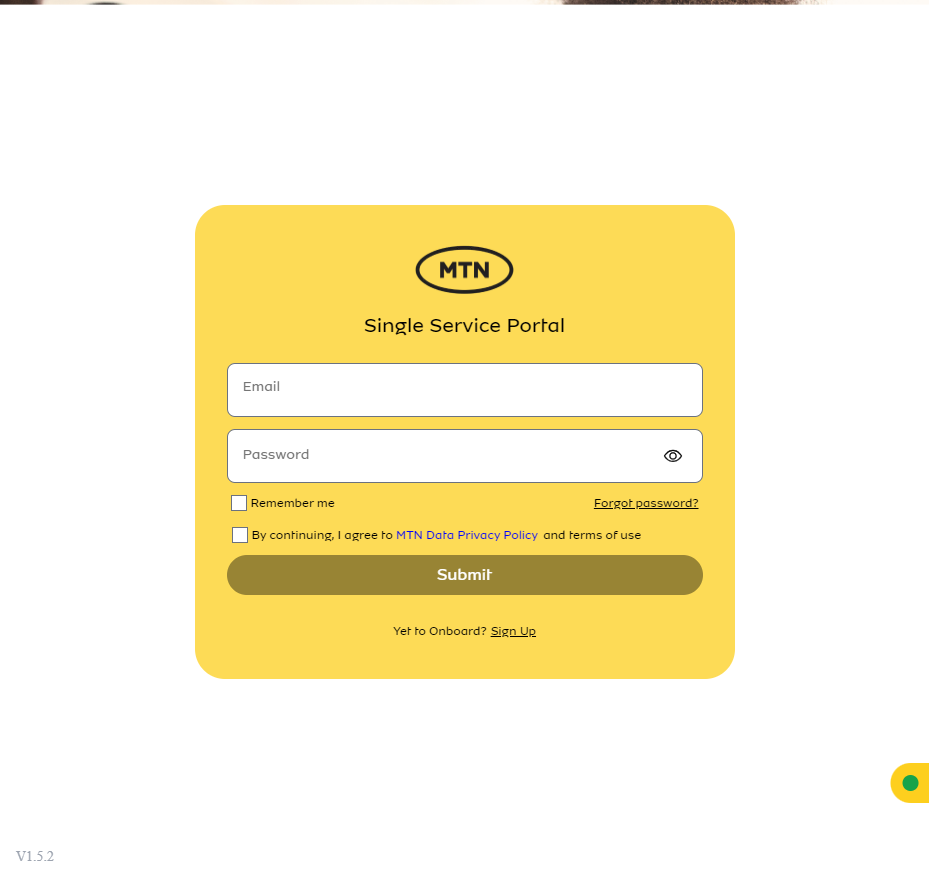 MTN
Single Service Portal
Email
Password
Remember me
Forgot password?
By continuing, I agree to MTN Data Privacy Policy and terms of use
Submit
Yet to Onboard? Sign Up
V1.5.2